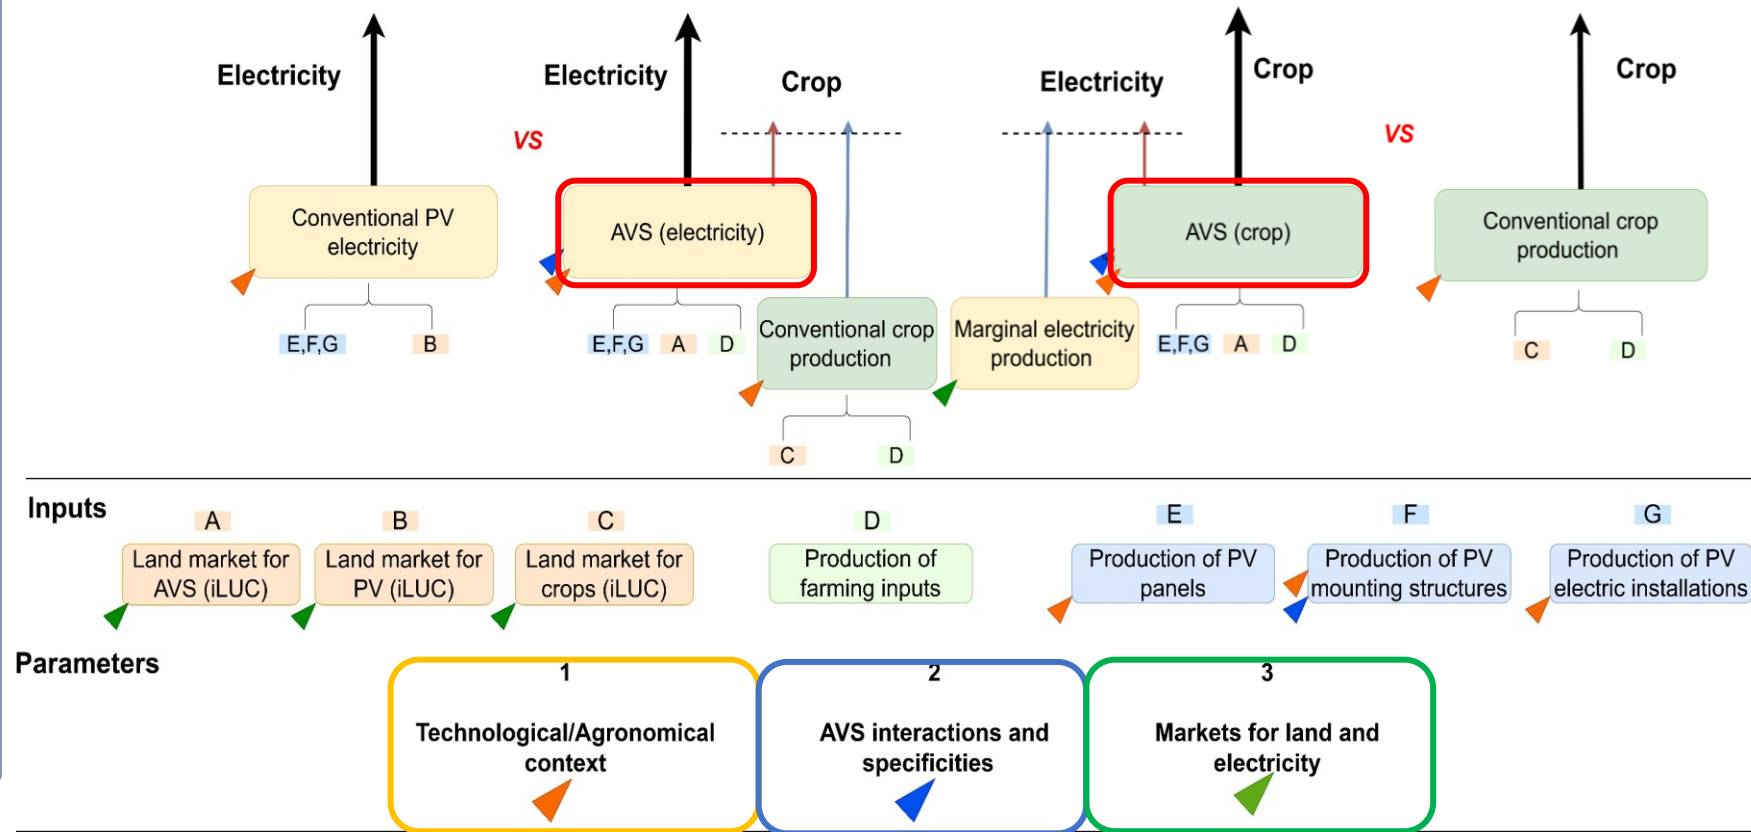 Electricity
Electricity
Crop
Electricity
Crop
Crop
VS
VS
Conventional PV
electricity
AVS (electricity)
AVS (crop)
Conventional crop
production
E,F,G
B
E,F,G
A
D
Conventional crop
production
Marginal electricity
production
E,F,G
A
D
C
D
C
D
Inputs
A
B
C
D
E
F
G
Land market for
AVS (iLUC)
Land market for
PV (iLUC)
Land market for
crops (iLUC)
Production of
farming inputs
Production of PV
panels
Production of PV
mounting structures
Production of PV
electric installations
Parameters
1
Technological/Agronomical
context
2
AVS interactions and
specificities
3
Markets for land and
electricity